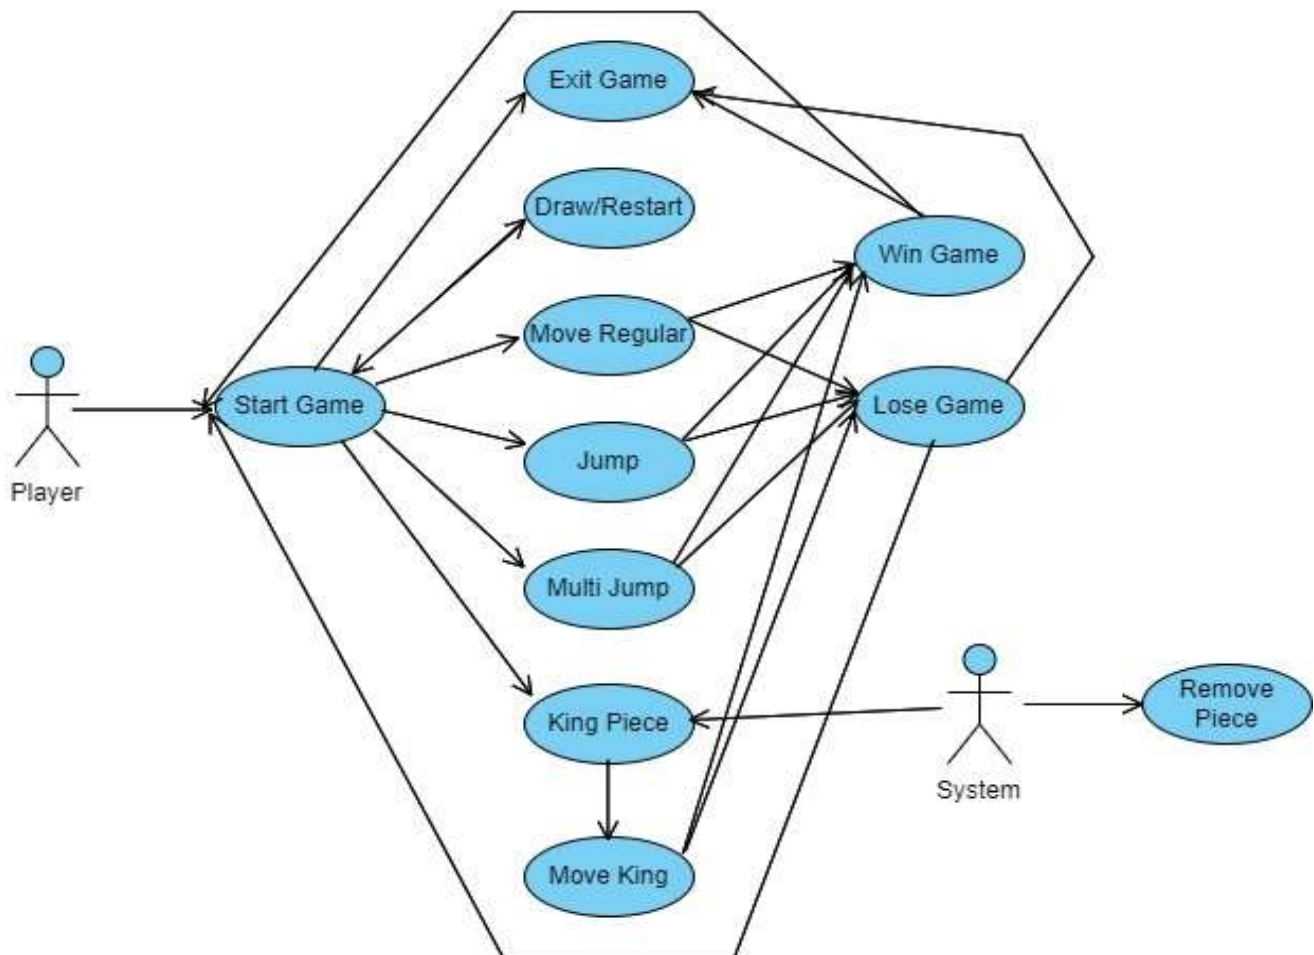 Exit Game
Draw/Restart
Win Game
Move Regular
Player
Start Game
Lose Game
Jump
Multi Jump
King Piece
System
Remove
Piece
Move King